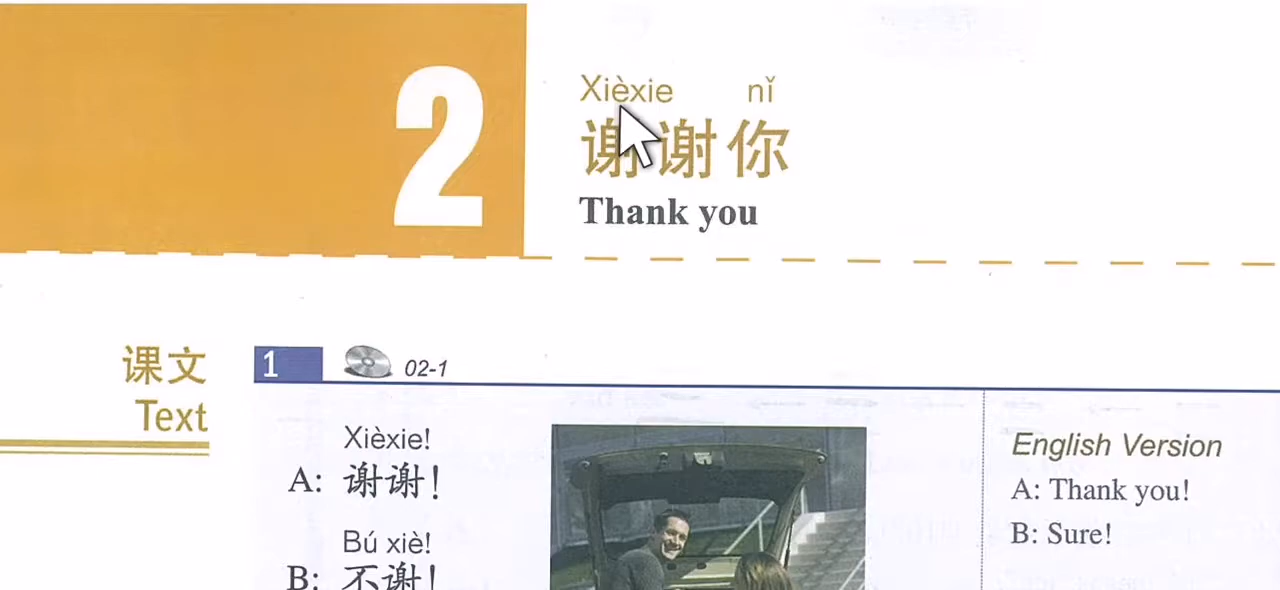 2
Xièxie nǐ
谢谢你
Thank you
课文
Text
1
02-1
Xièxie!
A: 谢谢!
Bú xiè!
B: 不谢!
English Version
A: Thank you!
B: Sure!